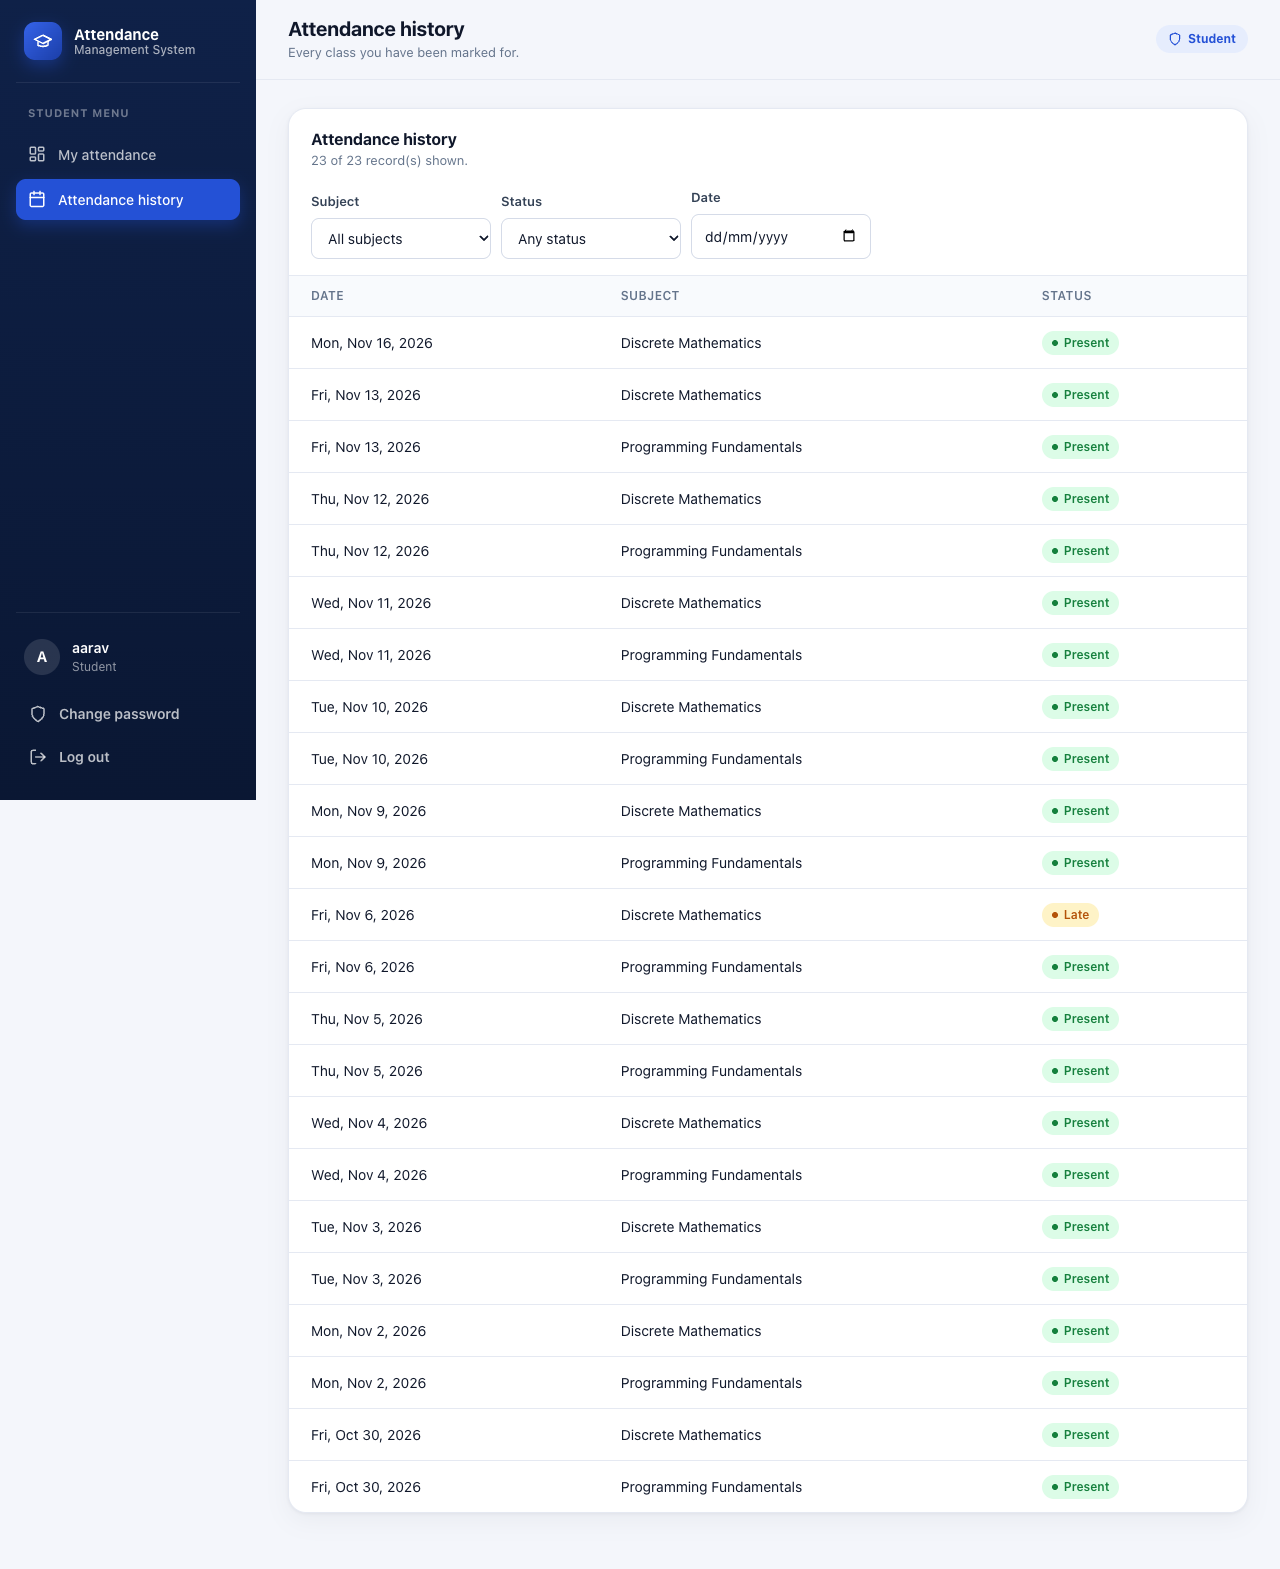 Attendance
Management System
STUDENT MENU
My attendance
Attendance history
A
aarav
Student
Change password
Log out
Attendance history
Every class you have been marked for.
Student
Attendance history
23 of 23 record(s) shown.
Subject Status Date
All subjects Any status dd/mm/yyyy
DATE SUBJECT STATUS
Mon, Nov 16, 2026 Discrete Mathematics Present
Fri, Nov 13, 2026 Discrete Mathematics Present
Fri, Nov 13, 2026 Programming Fundamentals Present
Thu, Nov 12, 2026 Discrete Mathematics Present
Thu, Nov 12, 2026 Programming Fundamentals Present
Wed, Nov 11, 2026 Discrete Mathematics Present
Wed, Nov 11, 2026 Programming Fundamentals Present
Tue, Nov 10, 2026 Discrete Mathematics Present
Tue, Nov 10, 2026 Programming Fundamentals Present
Mon, Nov 9, 2026 Discrete Mathematics Present
Mon, Nov 9, 2026 Programming Fundamentals Present
Fri, Nov 6, 2026 Discrete Mathematics Late
Fri, Nov 6, 2026 Programming Fundamentals Present
Thu, Nov 5, 2026 Discrete Mathematics Present
Thu, Nov 5, 2026 Programming Fundamentals Present
Wed, Nov 4, 2026 Discrete Mathematics Present
Wed, Nov 4, 2026 Programming Fundamentals Present
Tue, Nov 3, 2026 Discrete Mathematics Present
Tue, Nov 3, 2026 Programming Fundamentals Present
Mon, Nov 2, 2026 Discrete Mathematics Present
Mon, Nov 2, 2026 Programming Fundamentals Present
Fri, Oct 30, 2026 Discrete Mathematics Present
Fri, Oct 30, 2026 Programming Fundamentals Present